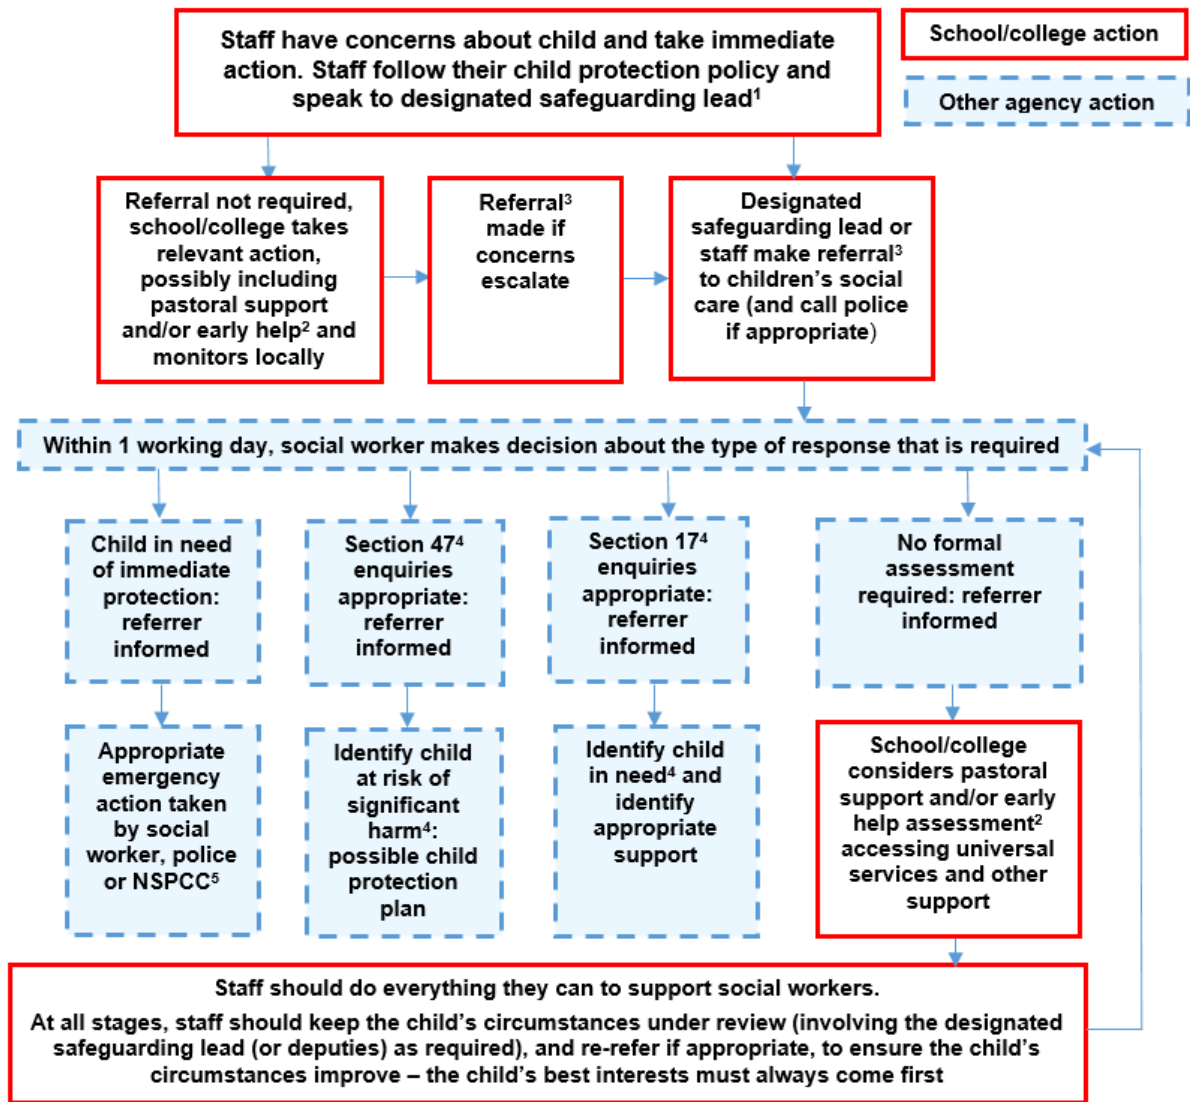 Staff have concerns about child and take immediate
action. Staff follow their child protection policy and
speak to designated safeguarding lead¹
School/college action
Other agency action
Referral not required,
school/college takes
relevant action,
possibly including
pastoral support
and/or early help² and
monitors locally
Referral³
made if
concerns
escalate
Designated
safeguarding lead or
staff make referral³
to children’s social
care (and call police
if appropriate)
Within 1 working day, social worker makes decision about the type of response that is required
Child in need
of immediate
protection:
referrer
informed
Section 47⁴
enquiries
appropriate:
referrer
informed
Section 17⁴
enquiries
appropriate:
referrer
informed
No formal
assessment
required: referrer
informed
Appropriate
emergency
action taken
by social
worker, police
or NSPCC⁵
Identify child
at risk of
significant
harm⁴:
possible child
protection
plan
Identify child
in need⁴ and
identify
appropriate
support
School/college
considers pastoral
support and/or early
help assessment²
accessing universal
services and other
support
Staff should do everything they can to support social workers.
At all stages, staff should keep the child’s circumstances under review (involving the designated
safeguarding lead (or deputies) as required), and re-refer if appropriate, to ensure the child’s
circumstances improve – the child’s best interests must always come first